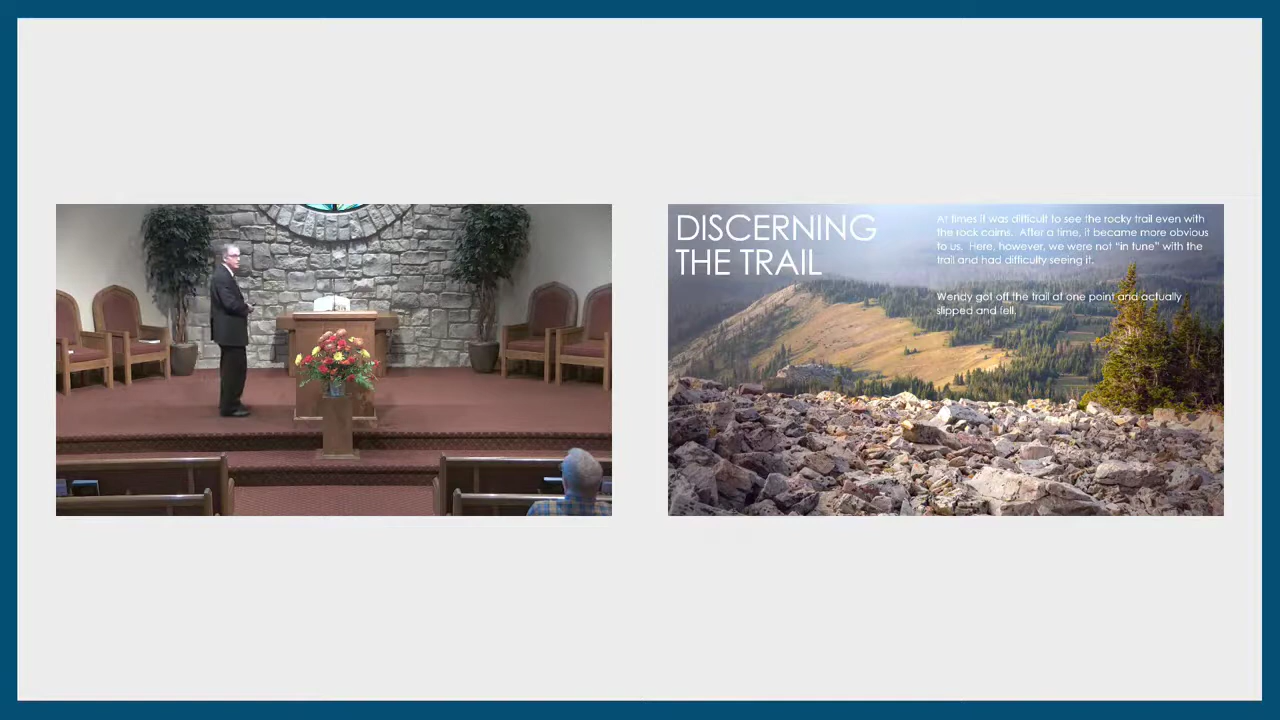 DISCERNING
THE TRAIL
At times it was difficult to see the rocky trail even with
the rock cairns. After a time, it became more obvious
to us. Here, however, we were not "in tune" with the
trail and had difficulty seeing it.
Wendy got off the trail at one point and actually
slipped and fell.